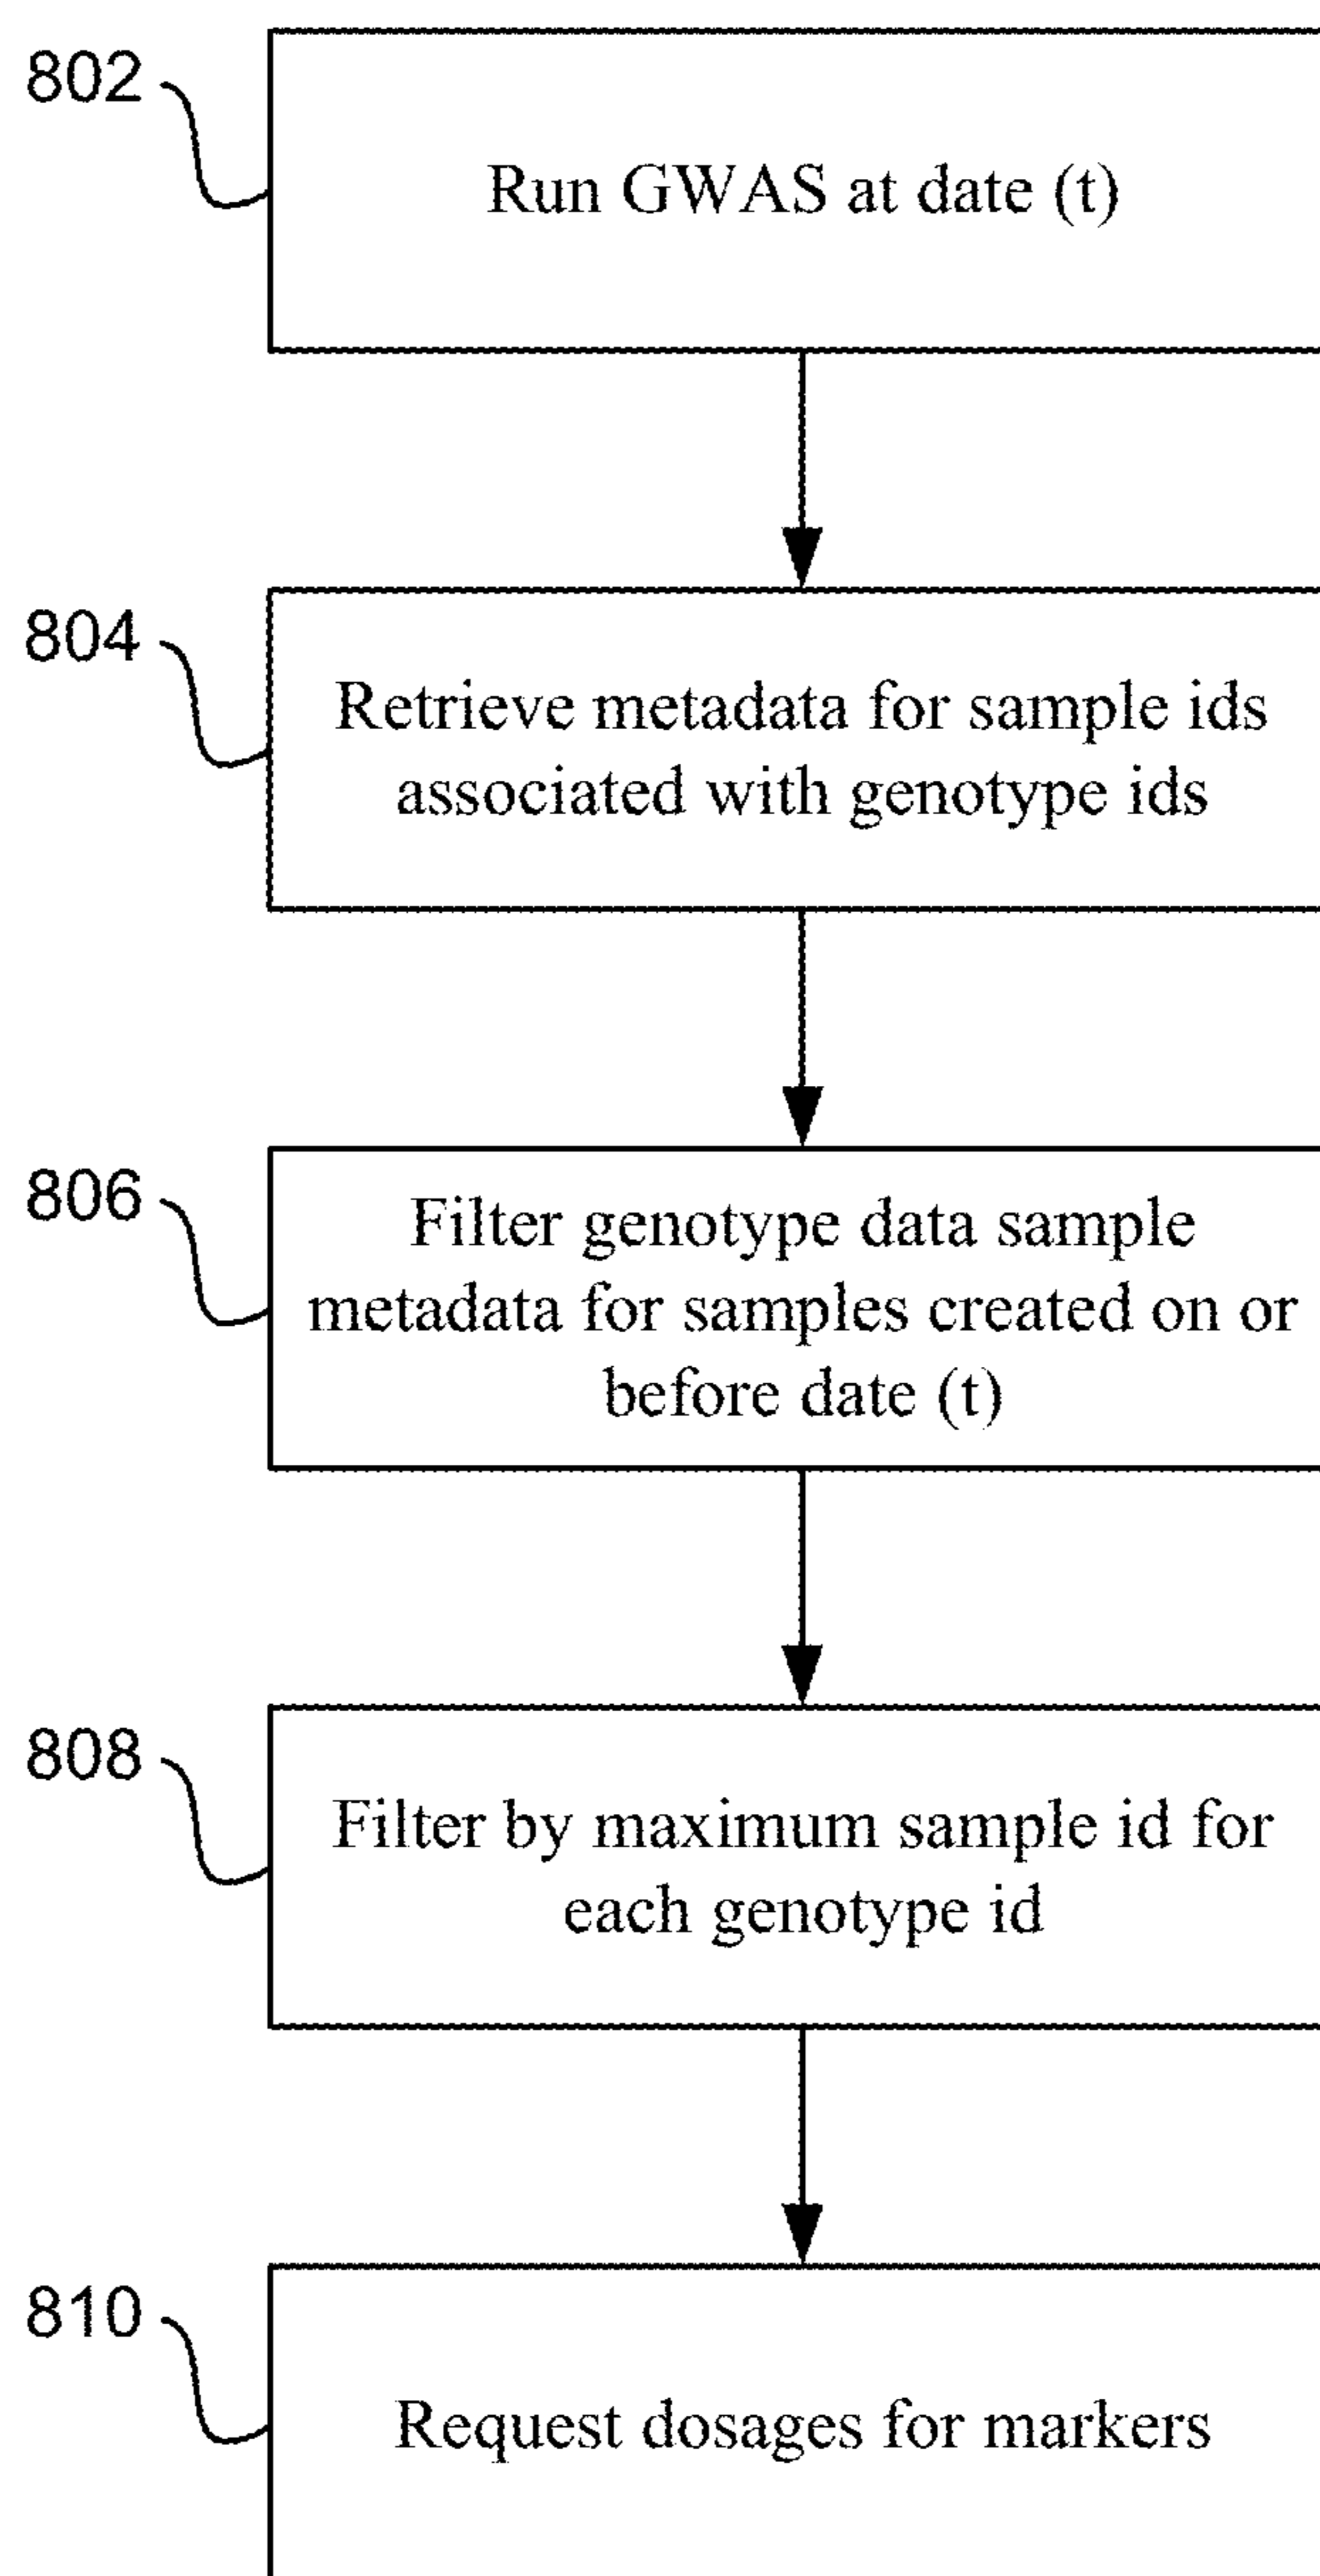 802
Run GWAS at date (t)
804
Retrieve metadata for sample ids
associated with genotype ids
806
Filter genotype data sample
metadata for samples created on or
before date (t)
808
Filter by maximum sample id for
each genotype id
810
Request dosages for markers